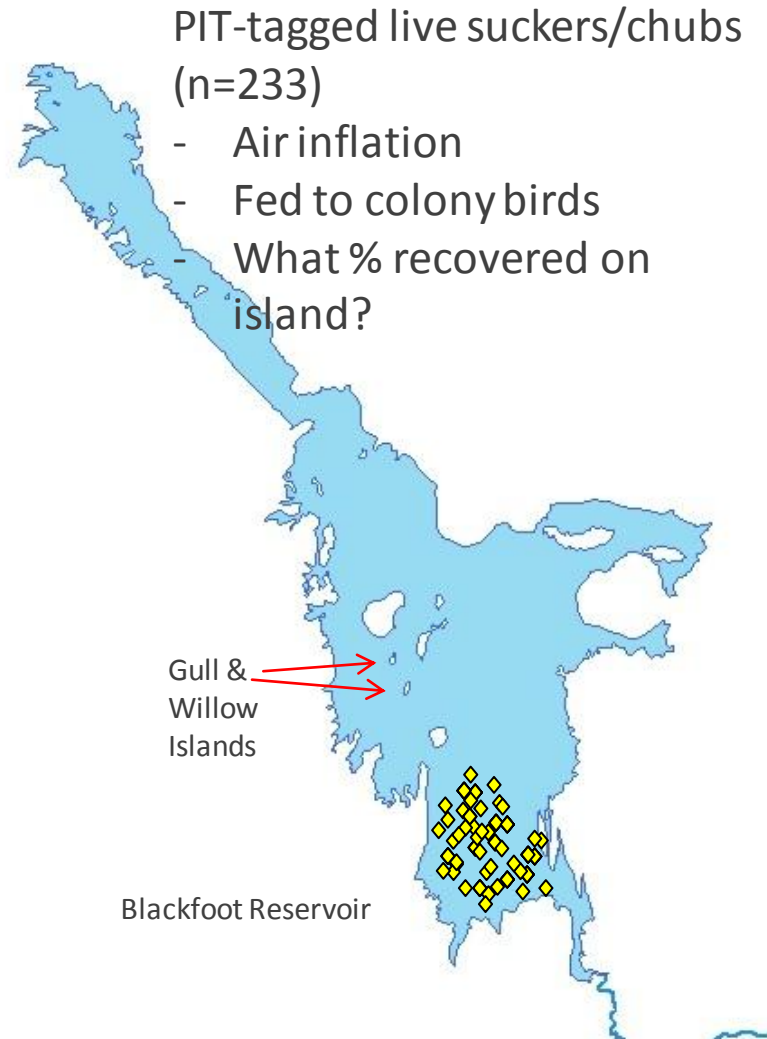 PIT-tagged live suckers/chubs
(n=233)
- Air inflation
- Fed to colony birds
- What % recovered on
island?
Gull &
Willow
Islands
Blackfoot Reservoir